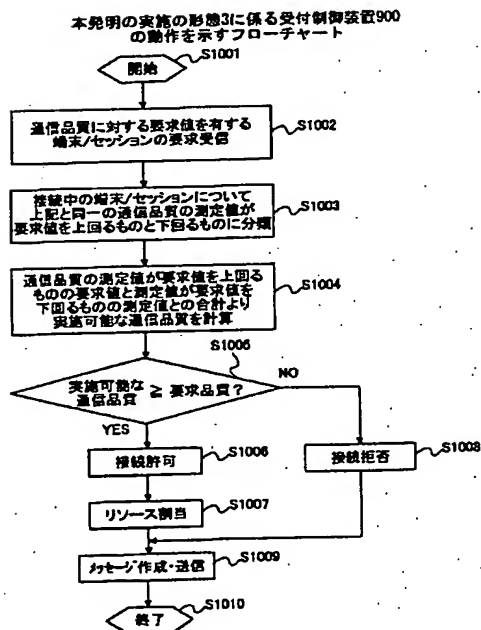 本発明の実施の形態3に係る受付制御装置900
の動作を示すフローチャート
開始
S1001
通信品質に対する要求値を有する
端末/セッションの要求受信
S1002
接続中の端末/セッションについて
上記と同一の通信品質の測定値が
要求値を上回るものと下回るものに分類
S1003
通信品質の測定値が要求値を上回る
ものの要求値と測定値が要求値を
下回るものの測定値との合計より
実施可能な通信品質を計算
S1004
S1005
実施可能な
通信品質 ≧ 要求品質?
NO
YES
接続許可
S1006
接続拒否
S1008
リソース割当
S1007
メッセージ作成・送信
S1009
終了
S1010